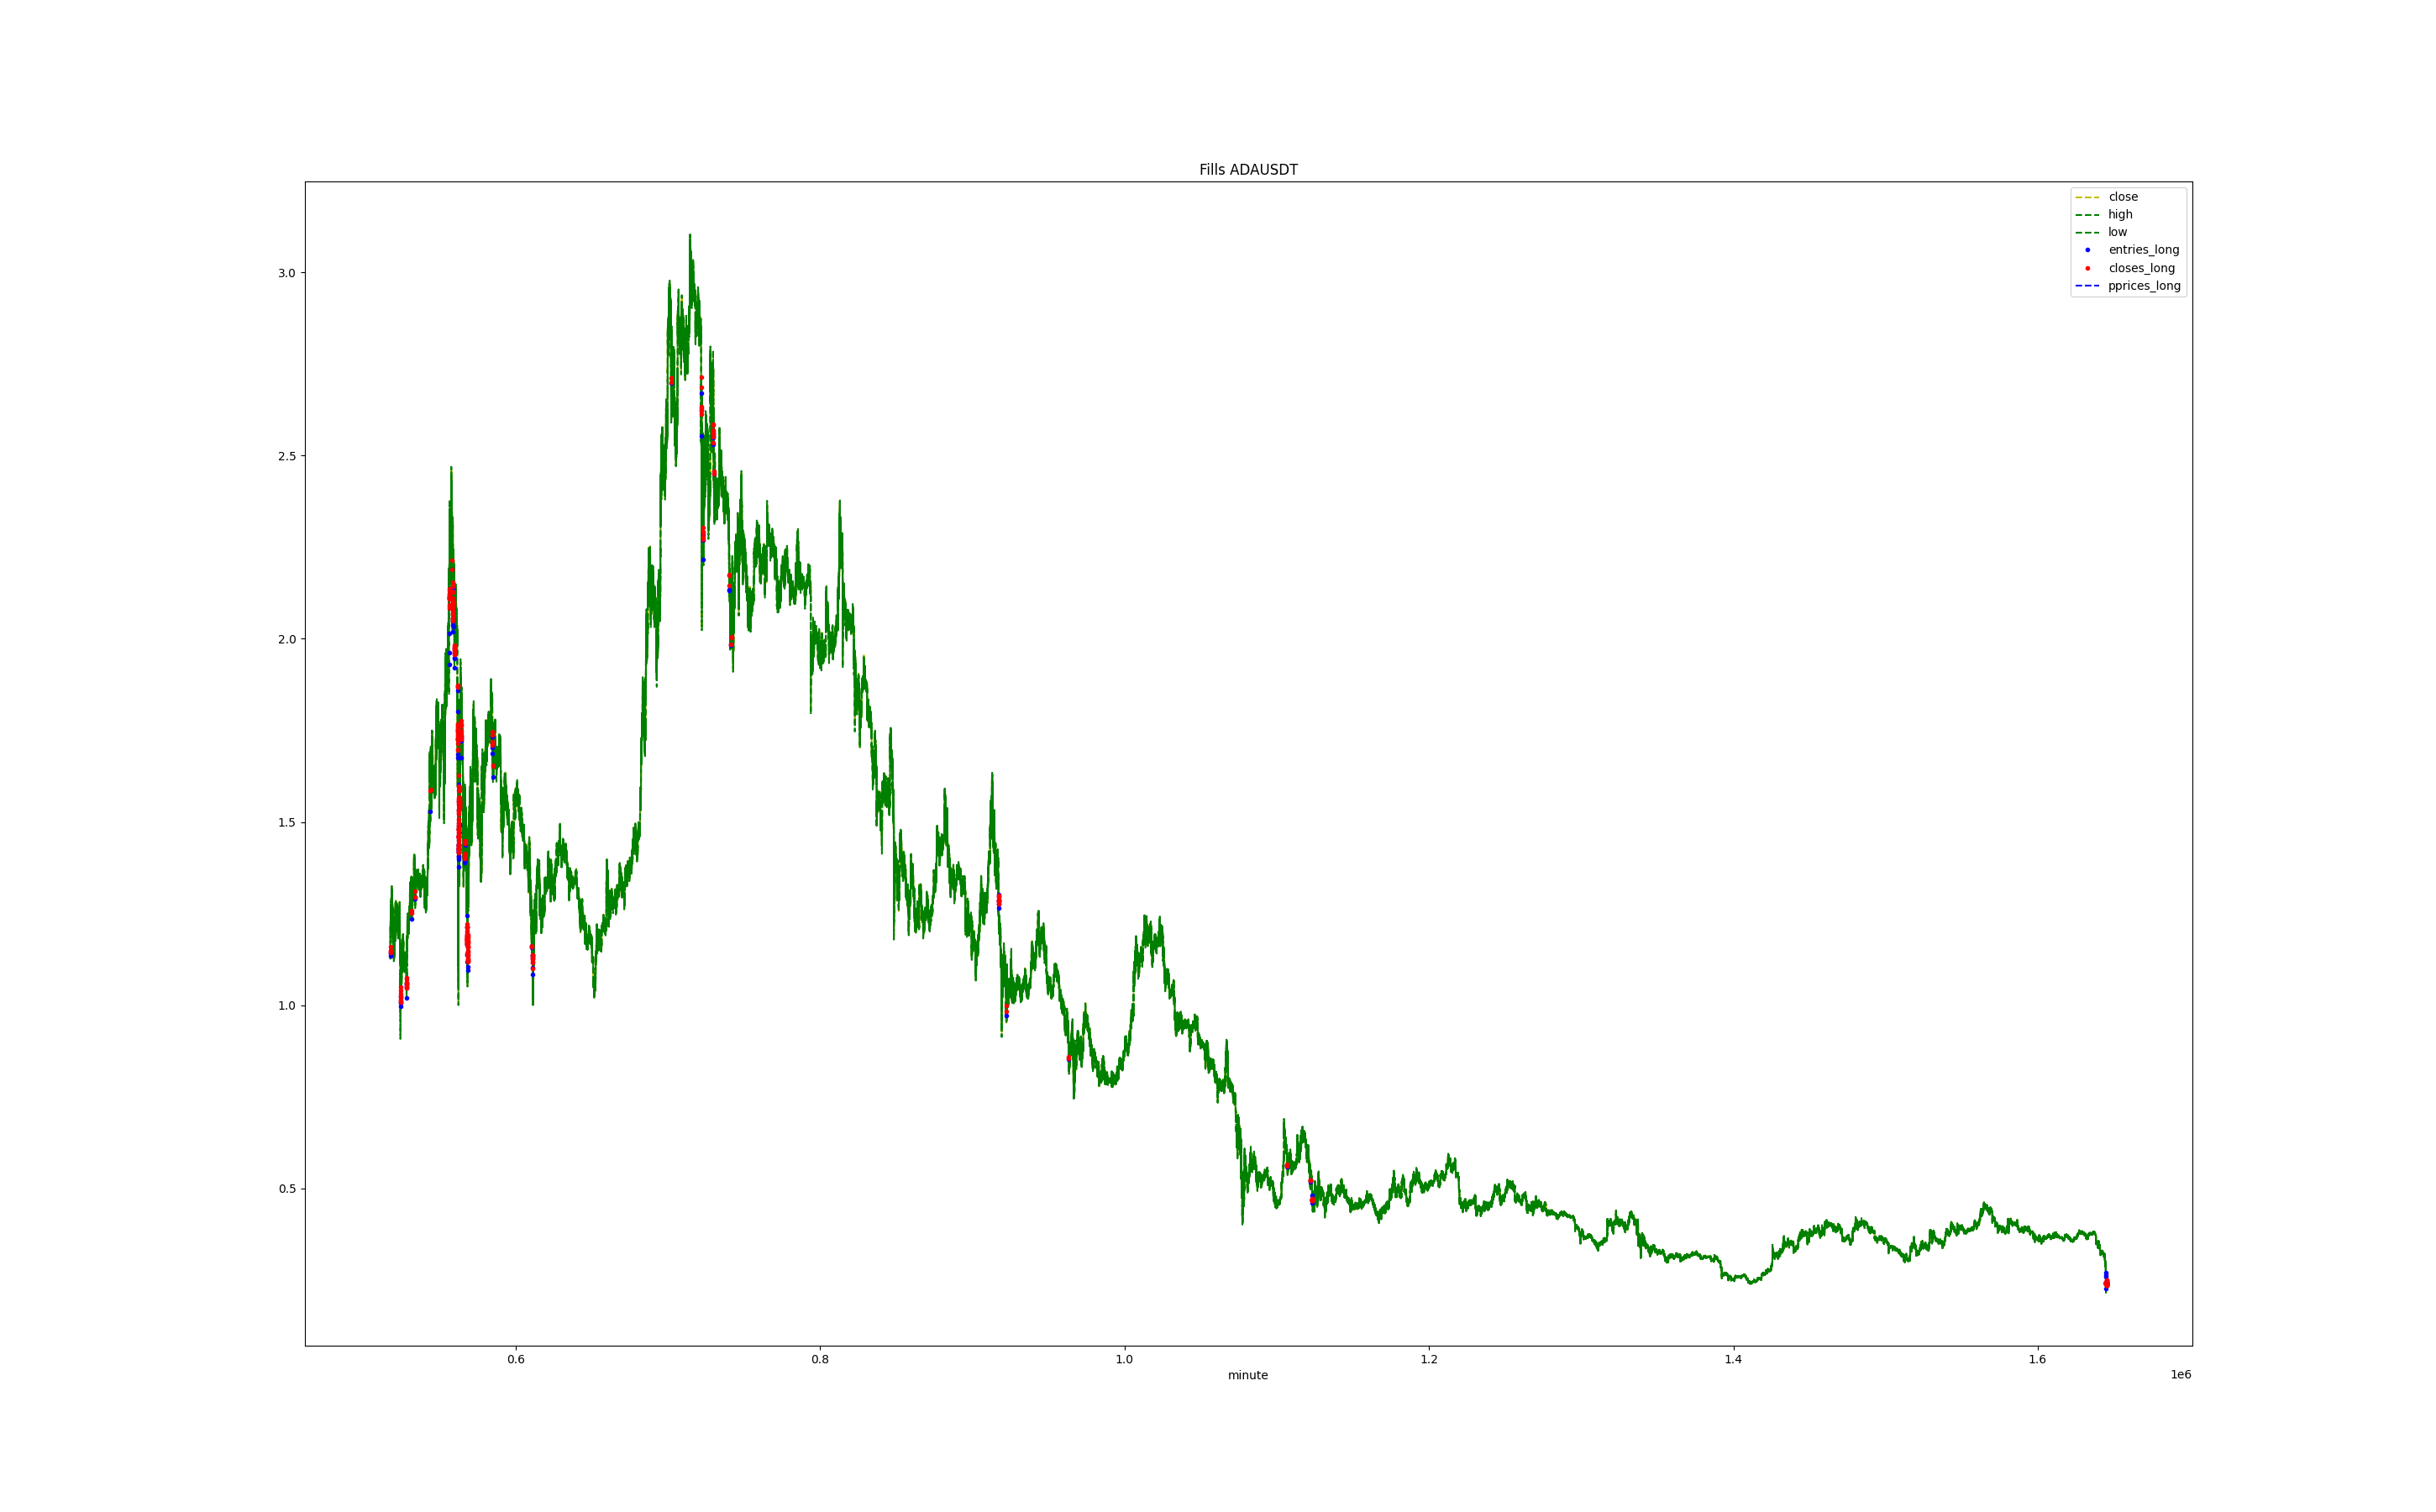 Fills ADAUSDT
close
high
low
entries_long
closes_long
pprices_long
3.0
2.5
2.0
1.5
1.0
0.5
0.6
0.8
1.0
1.2
1.4
1.6
minute
1e6